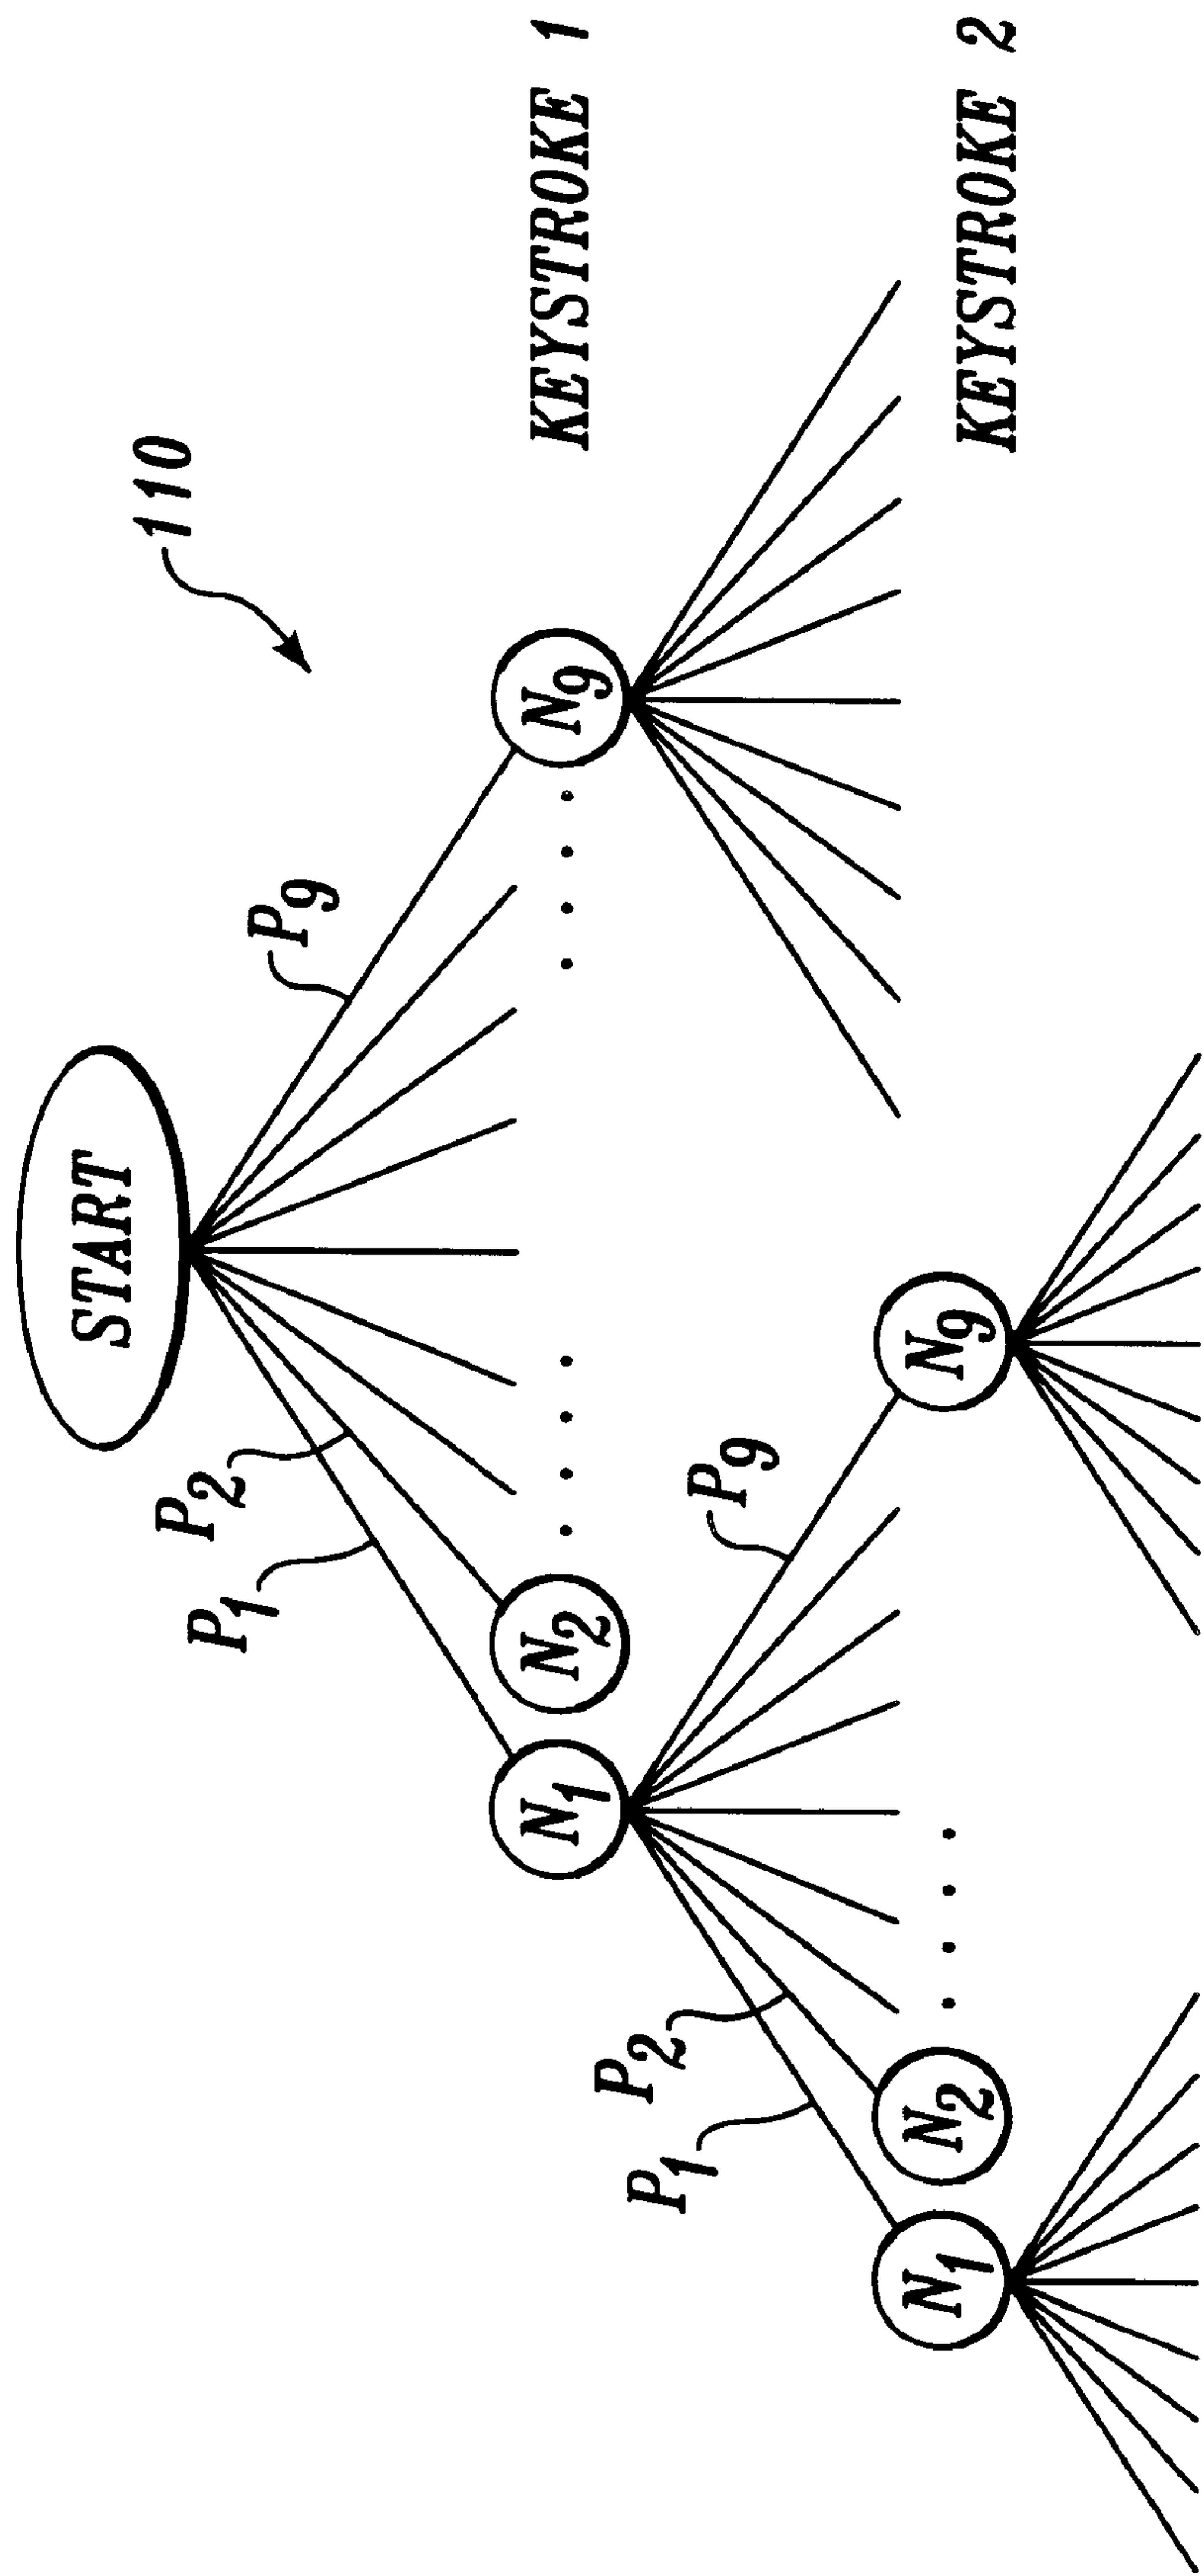 110
START
P1
P2
P9
N1
N2
N9
KEYSTROKE 1
P1
P2
P9
N1
N2
N9
KEYSTROKE 2